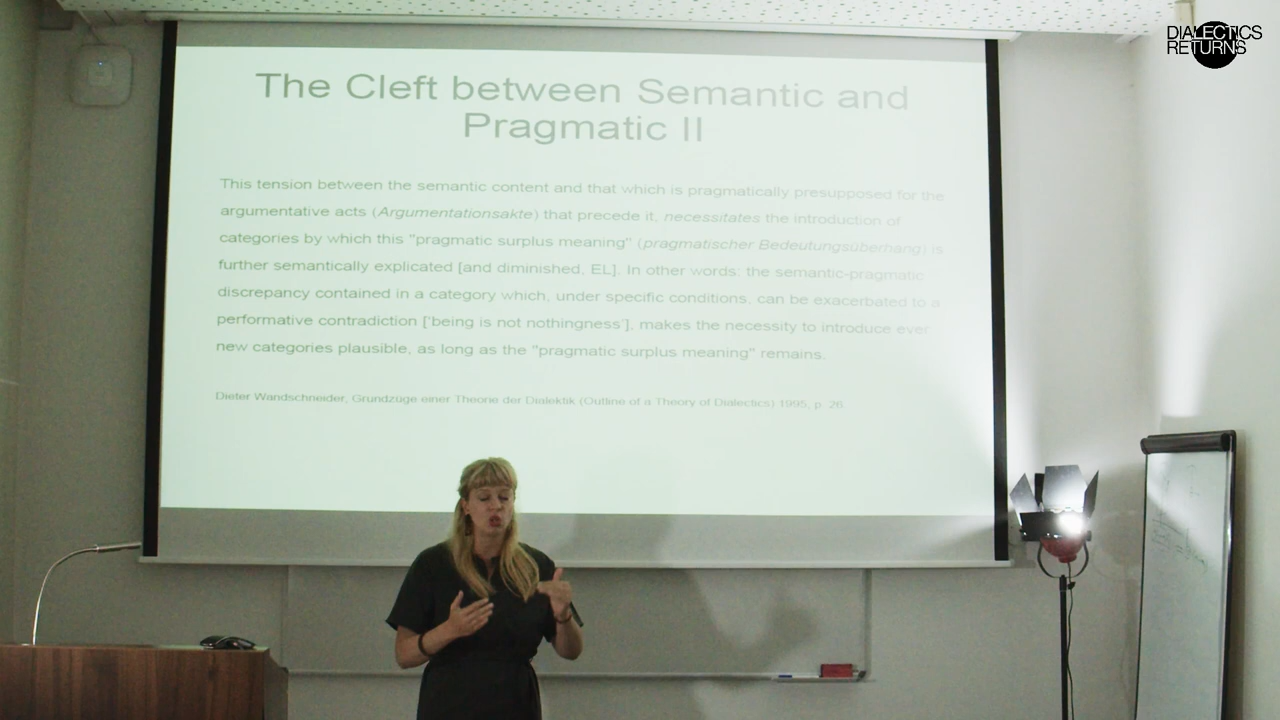 The Cleft between Semantic and
Pragmatic II
This tension between the semantic content and that which is pragmatically presupposed for the
argumentative acts (Argumentationsakte) that precede it, necessitates the introduction of
categories by which this "pragmatic surplus meaning" (pragmatischer Bedeutungsüberhang) is
further semantically explicated [and diminished, EL]. In other words: the semantic-pragmatic
discrepancy contained in a category which, under specific conditions, can be exacerbated to a
performative contradiction ['being is not nothingness'], makes the necessity to introduce ever
new categories plausible, as long as the "pragmatic surplus meaning" remains.
Dieter Wandschneider, Grundzüge einer Theorie der Dialektik (Outline of a Theory of Dialectics) 1995, p. 26
DIALECTICS
RETURNS